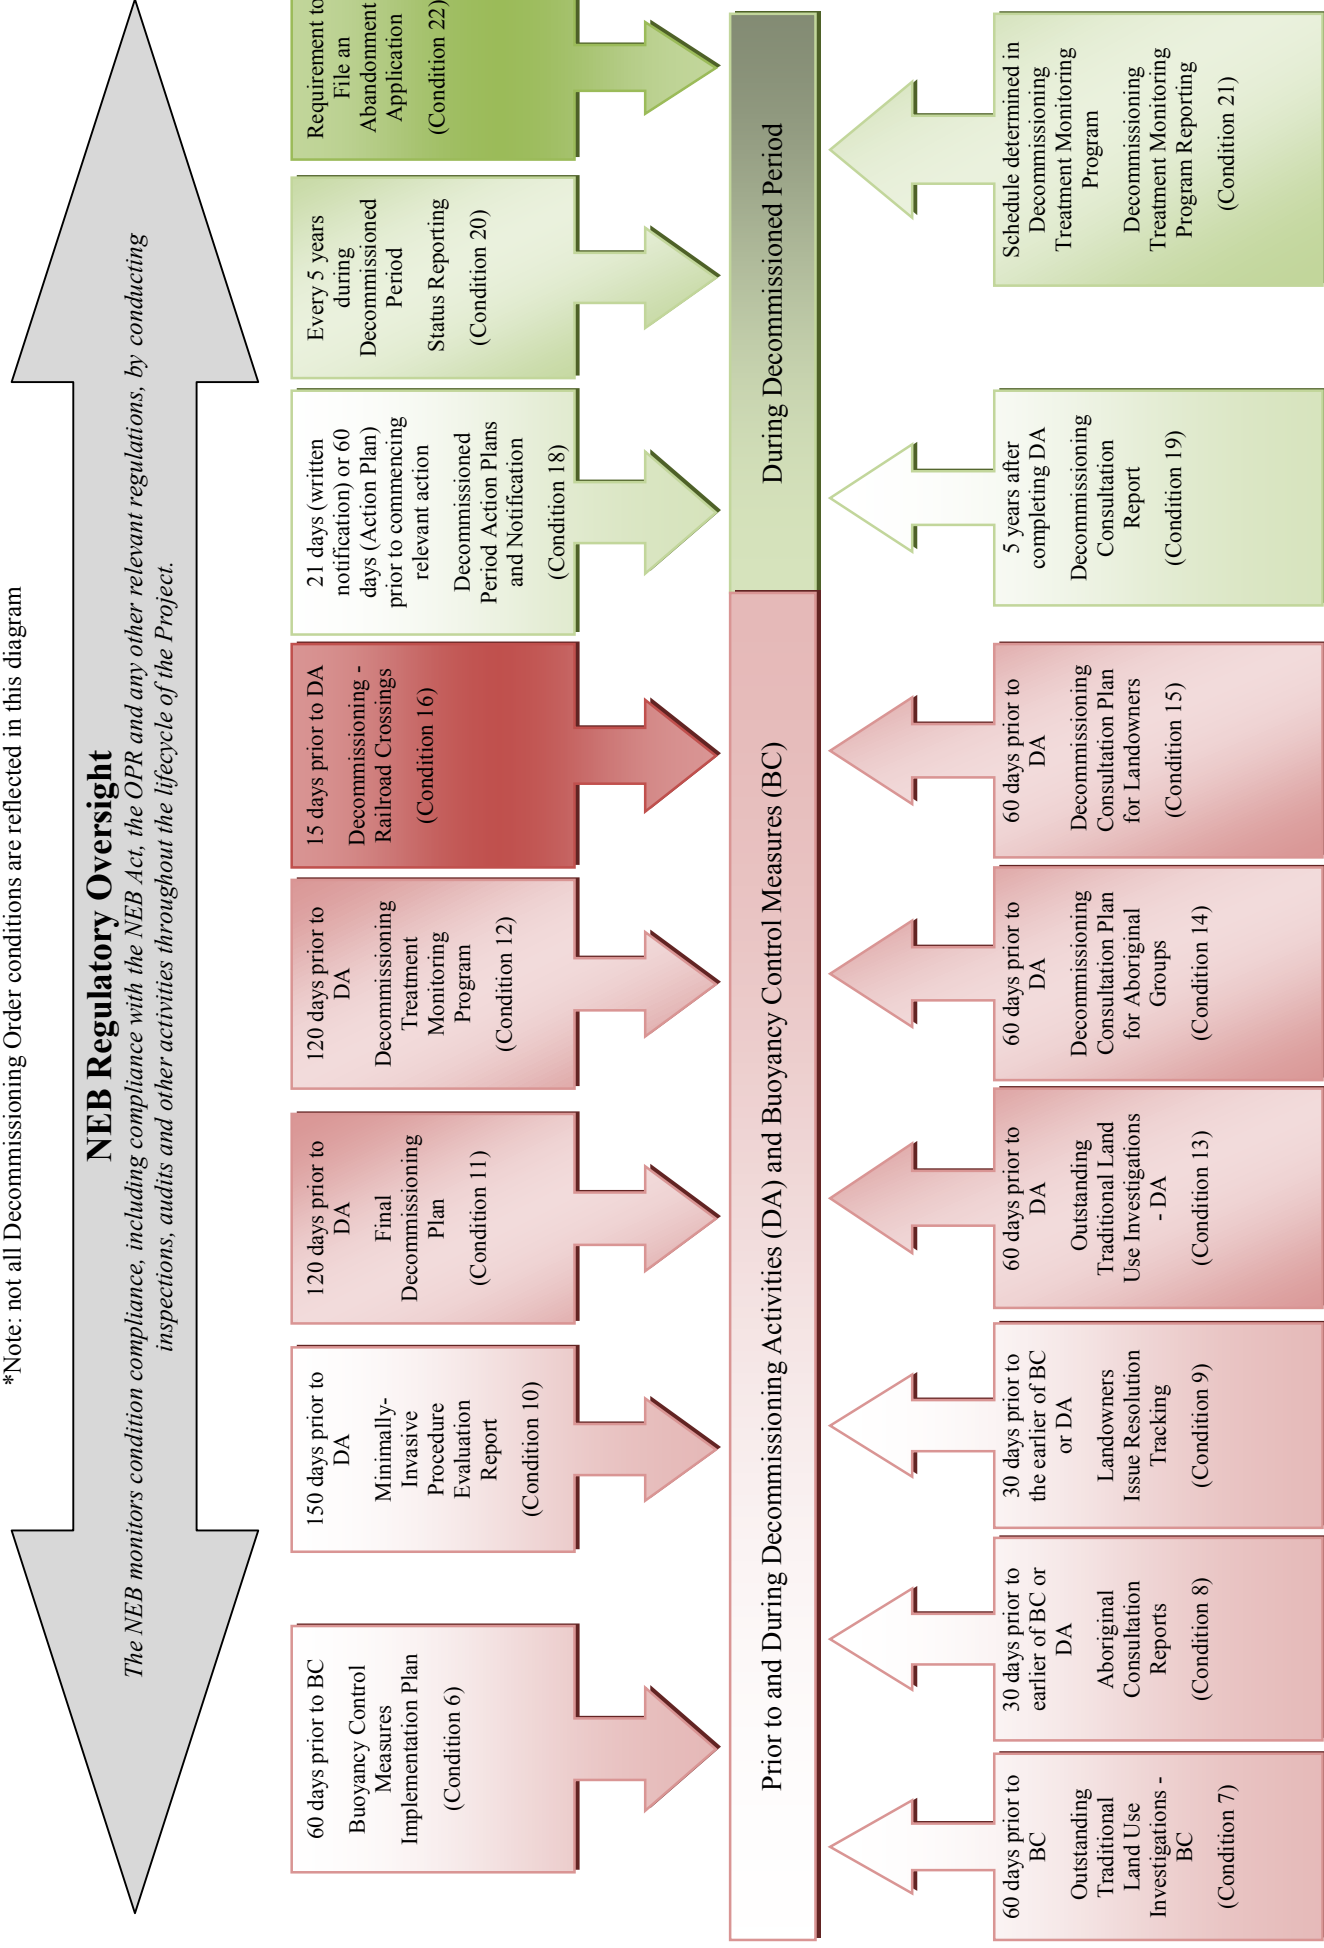 *Note: not all Decommissioning Order conditions are reflected in this diagram
NEB Regulatory Oversight
The NEB monitors condition compliance, including compliance with the NEB Act, the OPR and any other relevant regulations, by conducting
inspections, audits and other activities throughout the lifecycle of the Project.
60 days prior to BC
Buoyancy Control
Measures
Implementation Plan
(Condition 6)
150 days prior to
DA
Minimally-
Invasive
Procedure
Evaluation
Report
(Condition 10)
120 days prior to
DA
Final
Decommissioning
Plan
(Condition 11)
120 days prior to
DA
Decommissioning
Treatment
Monitoring
Program
(Condition 12)
15 days prior to DA
Decommissioning -
Railroad Crossings
(Condition 16)
21 days (written
notification) or 60
days (Action Plan)
prior to commencing
relevant action
Decommissioned
Period Action Plans
and Notification
(Condition 18)
Every 5 years
during
Decommissioned
Period
Status Reporting
(Condition 20)
Requirement to
File an
Abandonment
Application
(Condition 22)
Prior to and During Decommissioning Activities (DA) and Buoyancy Control Measures (BC)
During Decommissioned Period
60 days prior to
BC
Outstanding
Traditional
Land Use
Investigations -
BC
(Condition 7)
30 days prior to
earlier of BC or
DA
Aboriginal
Consultation
Reports
(Condition 8)
30 days prior to
the earlier of BC
or DA
Landowners
Issue Resolution
Tracking
(Condition 9)
60 days prior to
DA
Outstanding
Traditional Land
Use Investigations
- DA
(Condition 13)
60 days prior to
DA
Decommissioning
Consultation Plan
for Aboriginal
Groups
(Condition 14)
60 days prior to
DA
Decommissioning
Consultation Plan
for Landowners
(Condition 15)
5 years after
completing DA
Decommissioning
Consultation
Report
(Condition 19)
Schedule determined in
Decommissioning
Treatment Monitoring
Program
Decommissioning
Treatment Monitoring
Program Reporting
(Condition 21)